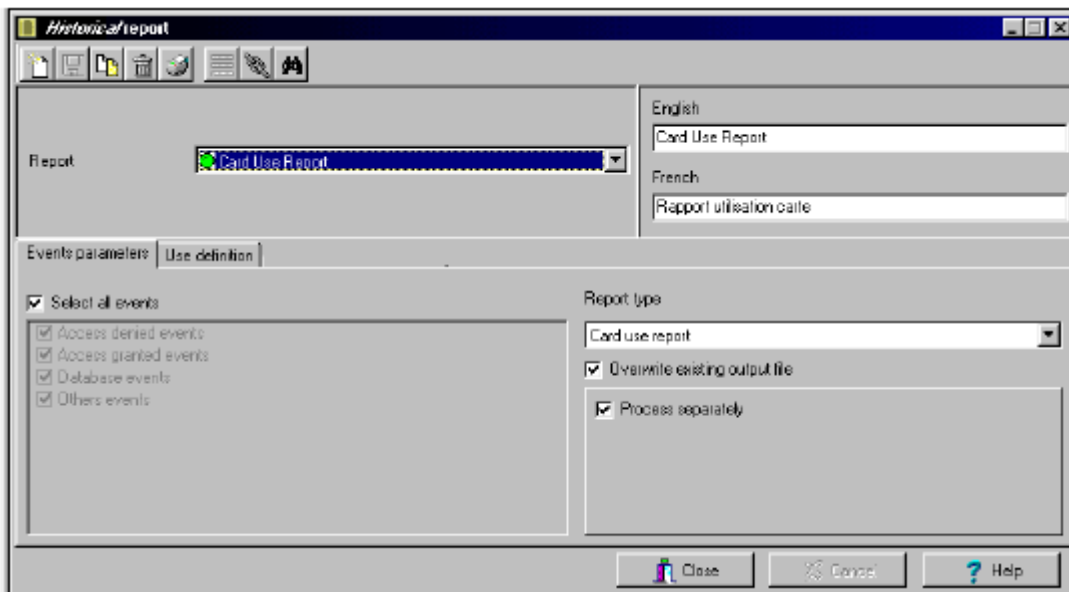 Historical report
English
Card Use Report
Report
Card Use Report
French
Rapport utilisation carte
Events parameters
Use definition
Select all events
Access denied events
Access granted events
Database events
Others events
Report type
Card use report
Overwrite existing output file
Process separately
Close
Cancel
Help